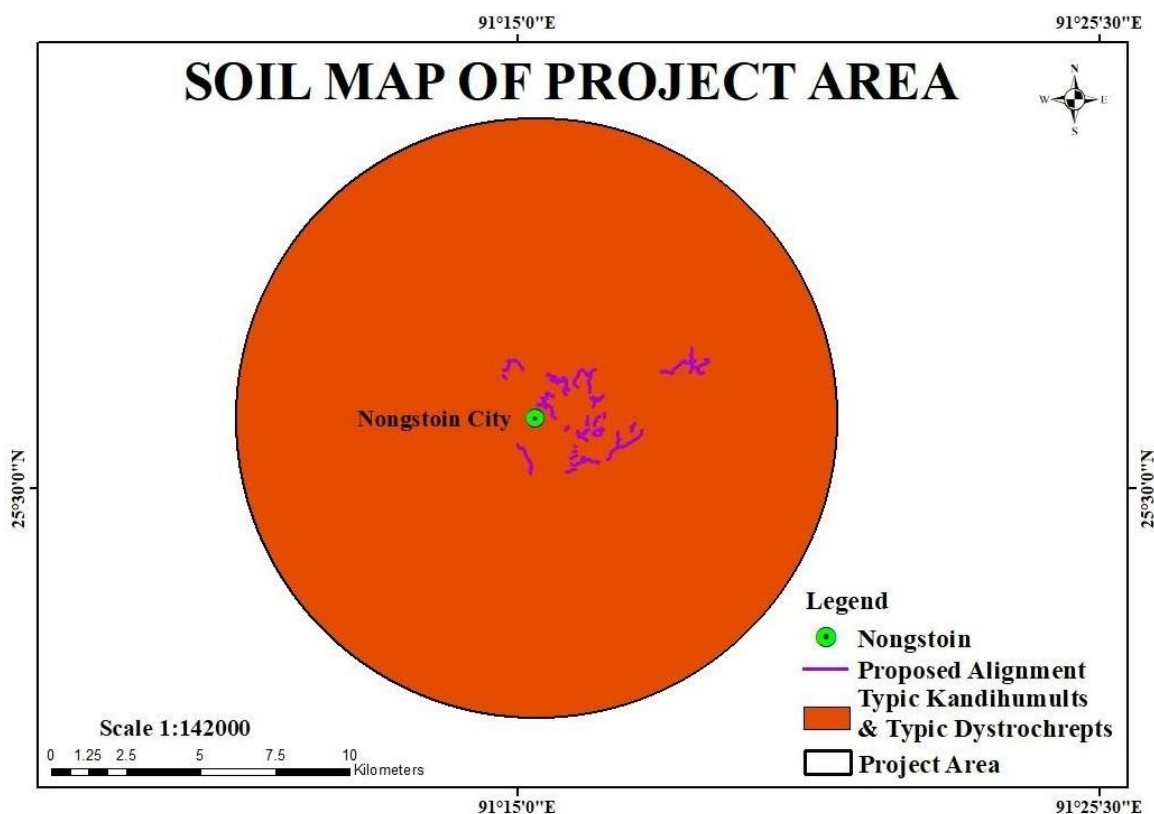 91°15'0"E 91°25'30"E
SOIL MAP OF PROJECT AREA
N
W E
S
Nongstoin City
25°30'0"N 25°30'0"N
Legend
Nongstoin
Proposed Alignment
Typic Kandihumults
& Typic Dystrochrepts
Project Area
Scale 1:142000
0 1.25 2.5 5 7.5 10
Kilometers
91°15'0"E 91°25'30"E